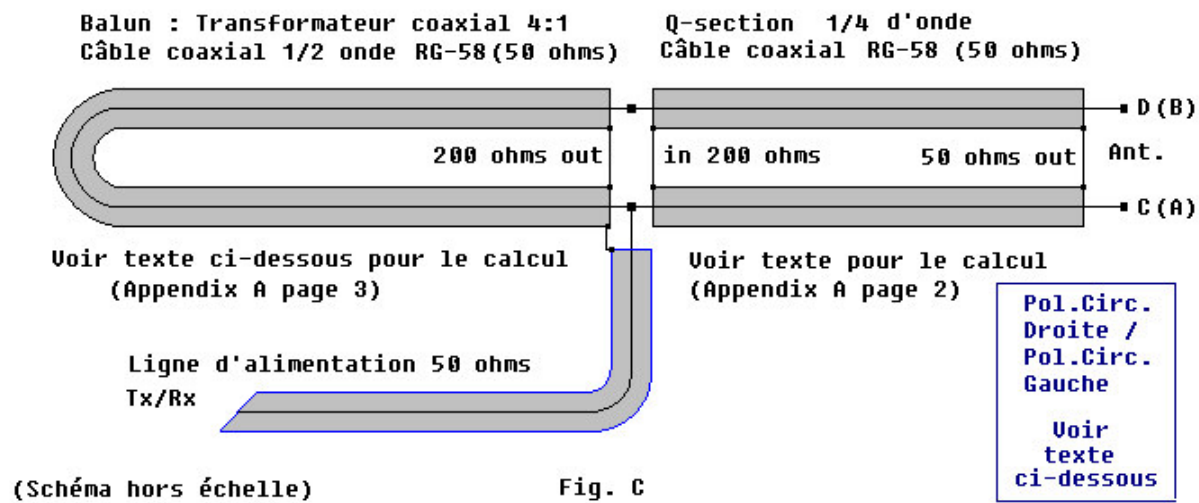 Balun : Transformateur coaxial 4:1
Câble coaxial 1/2 onde RG-58(50 ohms)
Q-section 1/4 d'onde
Câble coaxial RG-58 (50 ohms)
D(B)
200 ohms out
in 200 ohms
50 ohms out
Ant.
C(A)
Voir texte ci-dessous pour le calcul
(Appendix A page 3)
Voir texte pour le calcul
(Appendix A page 2)
Pol.Circ.
Droite /
Pol.Circ.
Gauche
Voir
texte
ci-dessous
Ligne d'alimentation 50 ohms
Tx/Rx
(Schéma hors échelle)
Fig. C